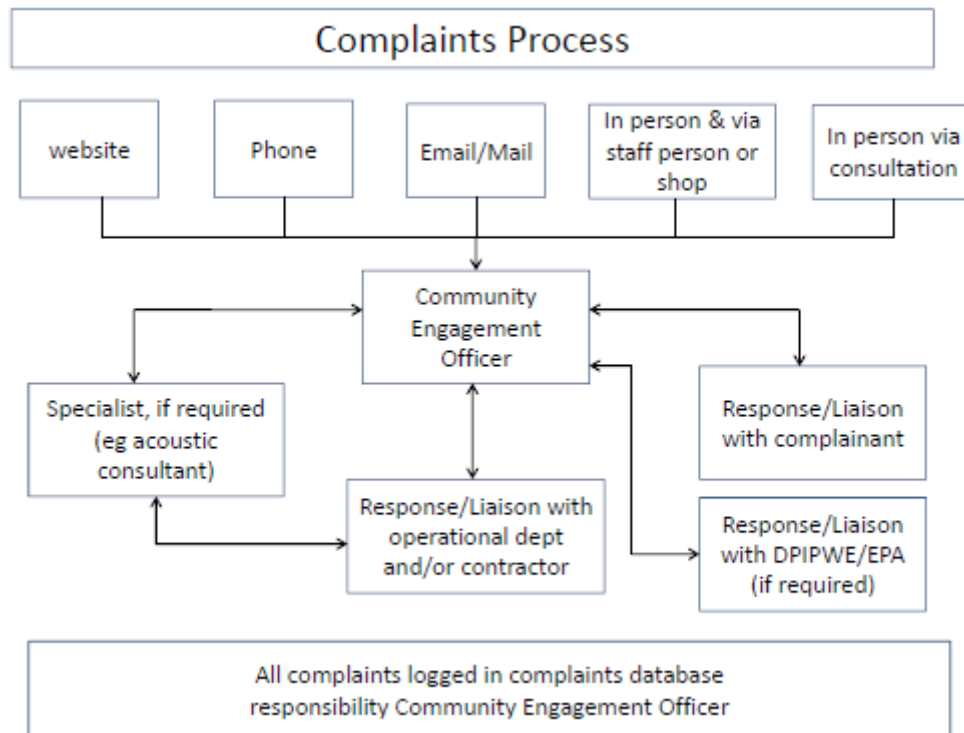 Complaints Process
website
Phone
Email/Mail
In person & via
staff person or
shop
In person via
consultation
Community
Engagement
Officer
Specialist, if required
(eg acoustic
consultant)
Response/Liaison
with complainant
Response/Liaison with
operational dept
and/or contractor
Response/Liaison
with DPIPWE/EPA
(if required)
All complaints logged in complaints database
responsibility Community Engagement Officer